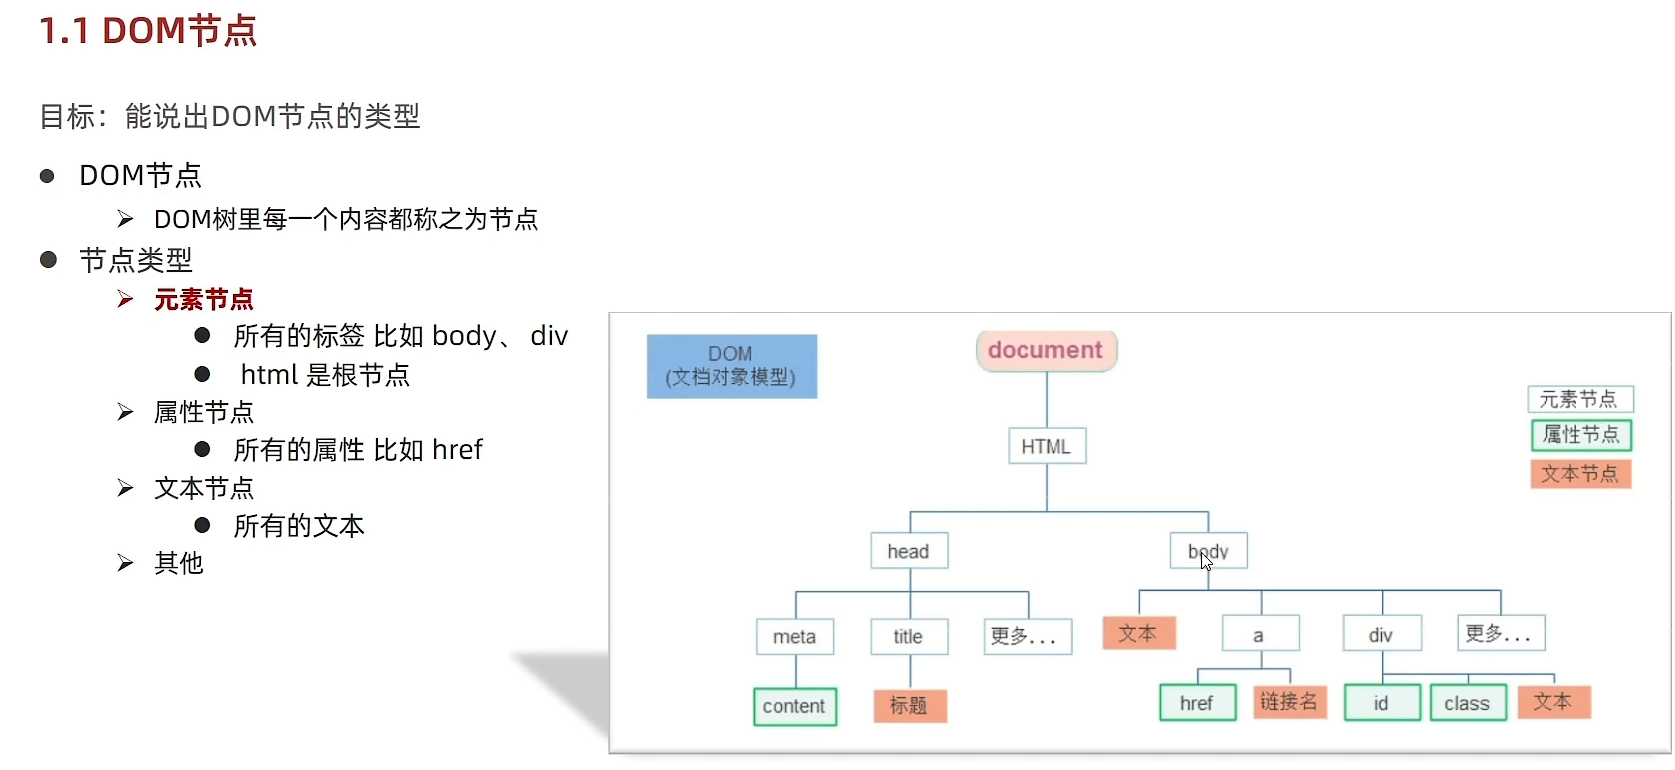 1.1 DOM节点
目标：能说出DOM节点的类型
DOM节点
DOM树里每一个内容都称之为节点
节点类型
元素节点
所有的标签 比如 body、 div
html 是根节点
属性节点
所有的属性 比如 href
文本节点
所有的文本
其他
DOM
(文档对象模型)
document
元素节点
属性节点
文本节点
HTML
head
body
meta
title
更多...
文本
a
div
更多...
content
标题
href
链接名
id
class
文本